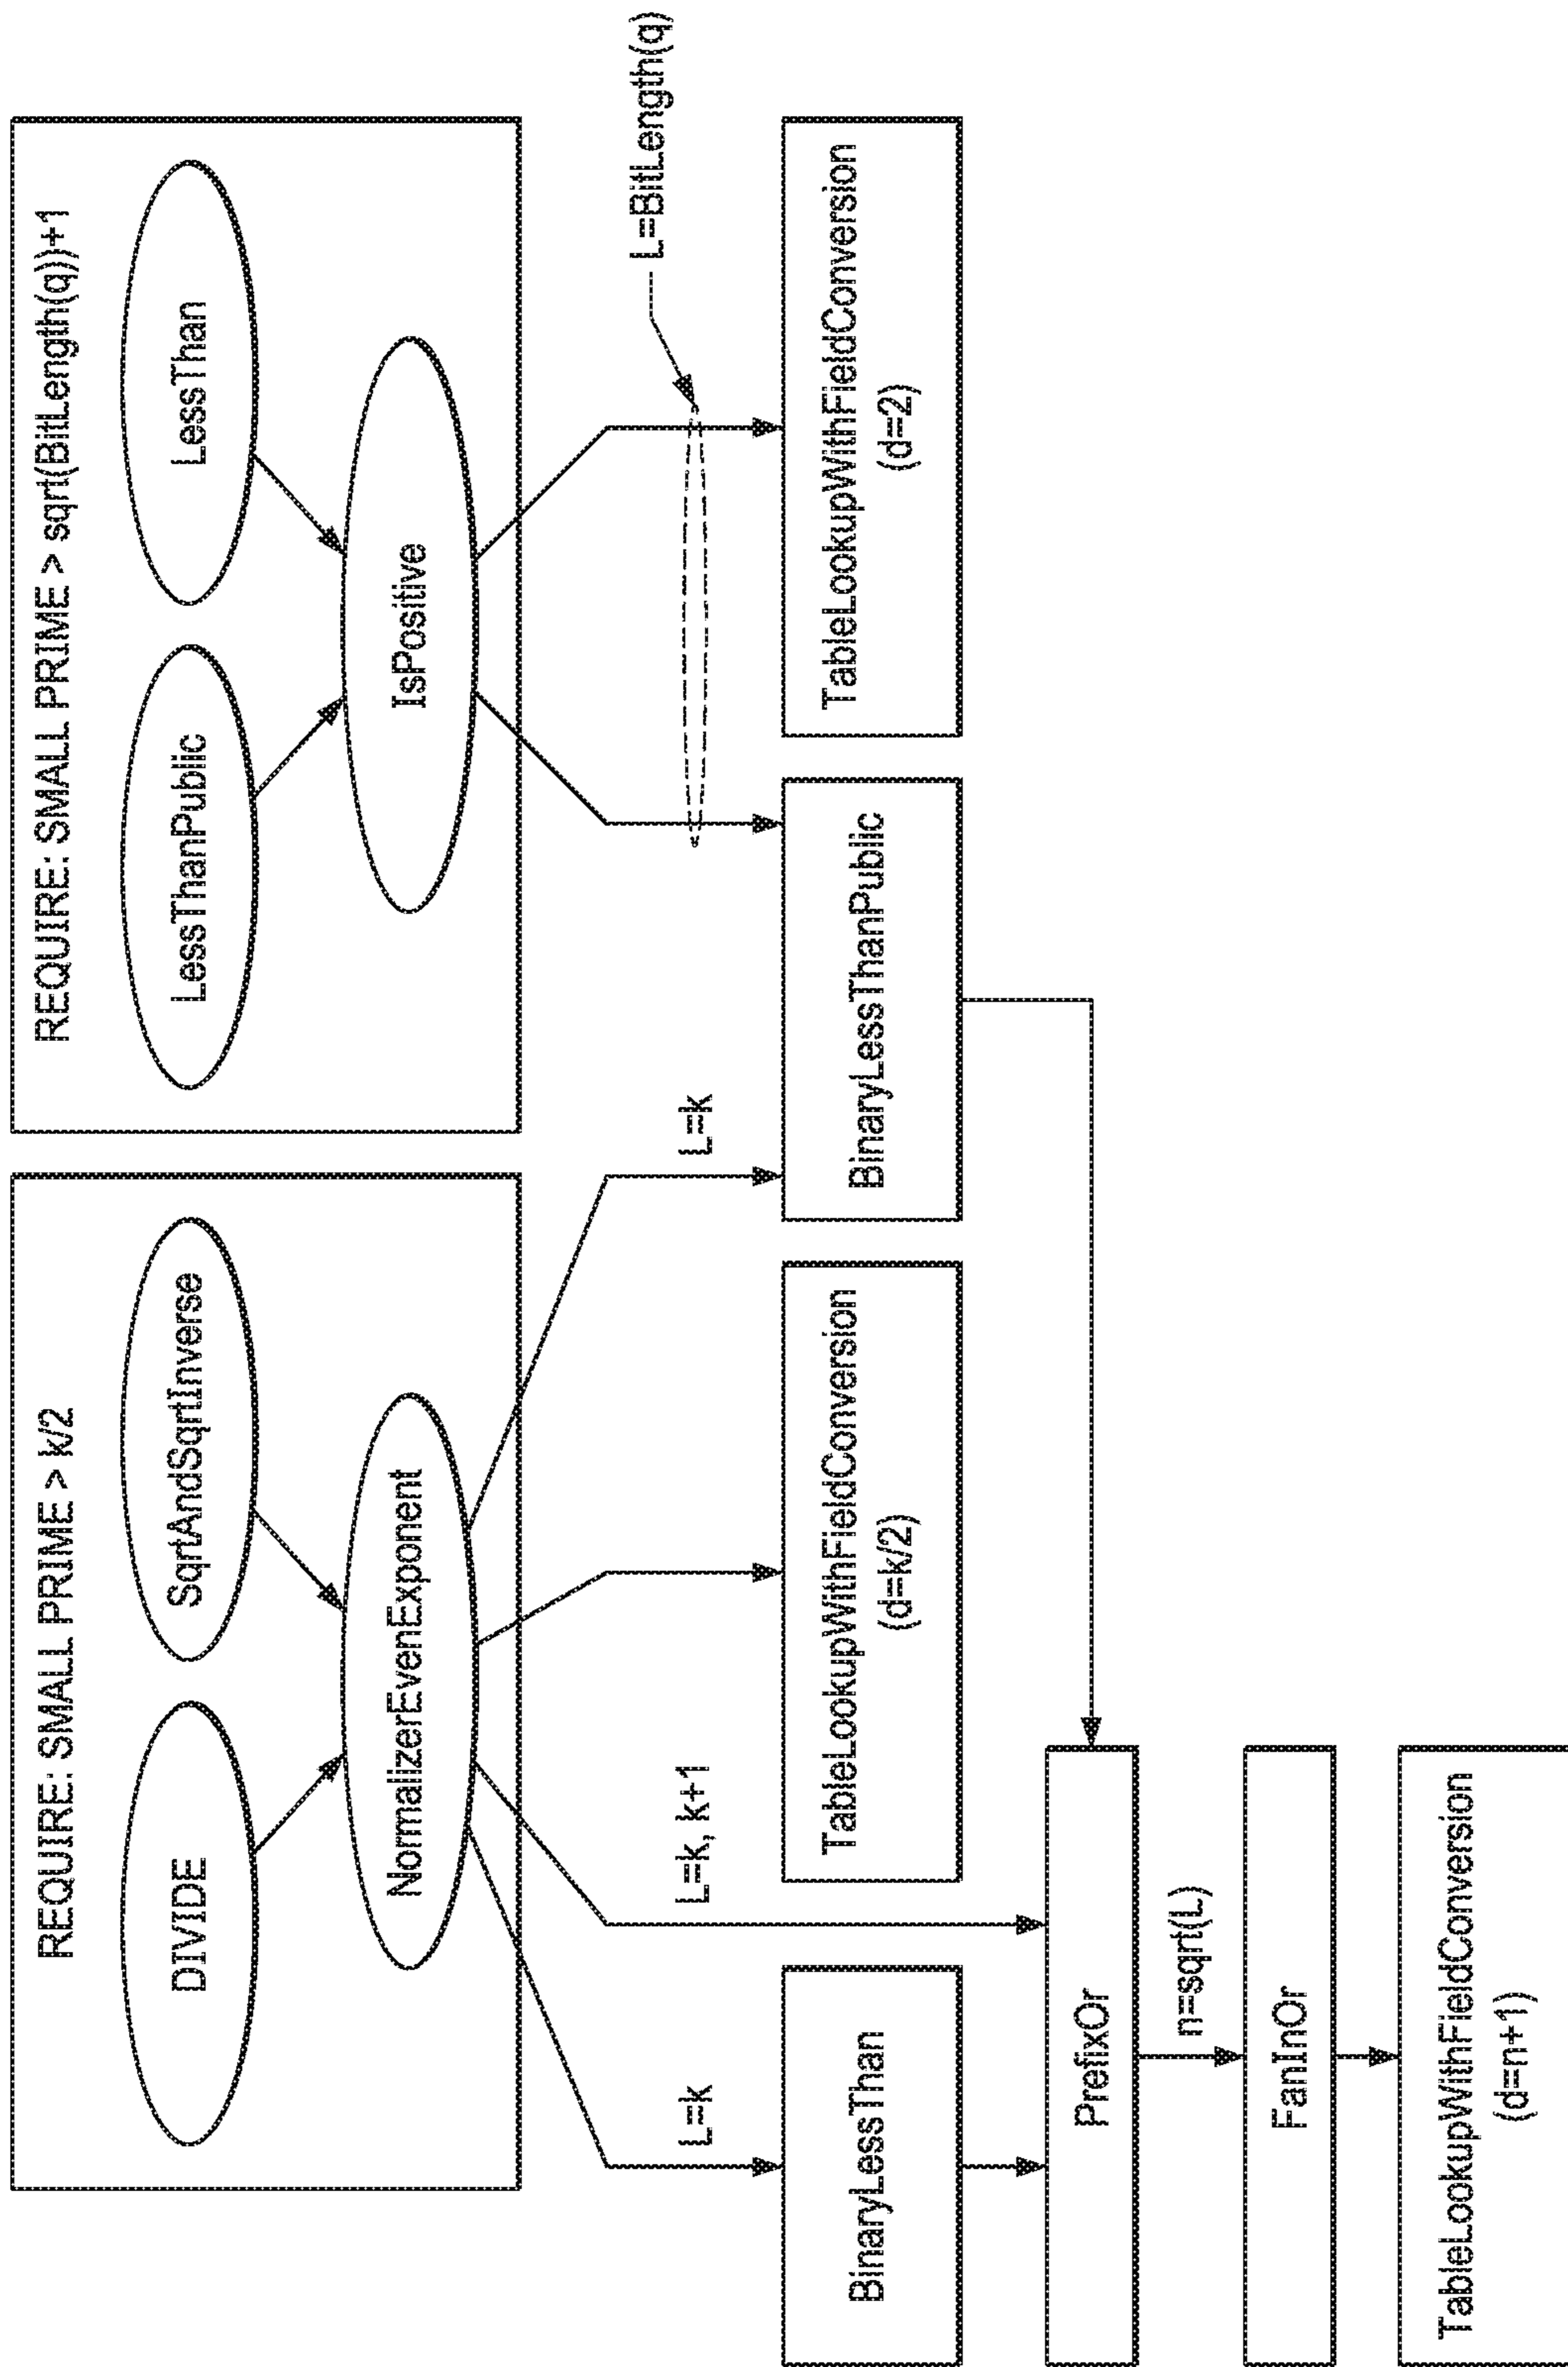 REQUIRE: SMALL PRIME > k/2
DIVIDE
SqrtAndSqrtInverse
NormalizerEvenExponent
REQUIRE: SMALL PRIME > sqrt(BitLength(q))+1
LessThanPublic
LessThan
IsPositive
L=k
L=k, k+1
L=k
L=BitLength(q)
BinaryLessThan
TableLookupWithFieldConversion
(d=k/2)
BinaryLessThanPublic
TableLookupWithFieldConversion
(d=2)
PrefixOr
n=sqrt(L)
FanInOr
TableLookupWithFieldConversion
(d=n+1)